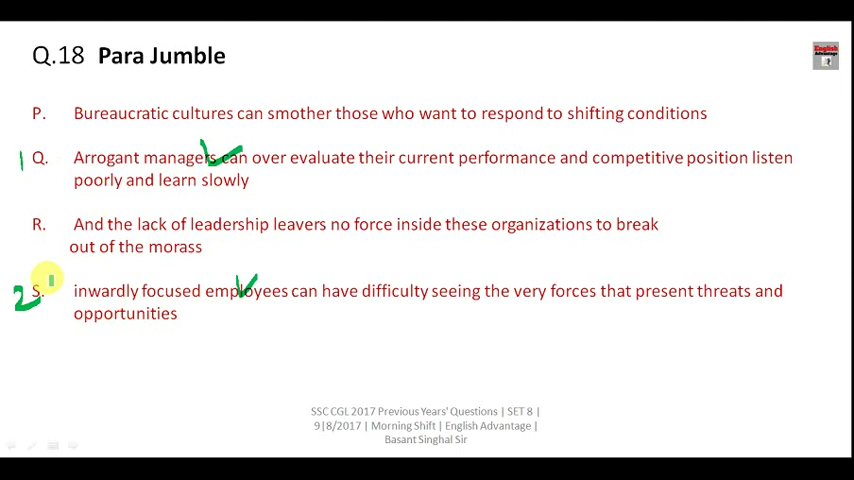 Q.18 Para Jumble
English
Advantage
P. Bureaucratic cultures can smother those who want to respond to shifting conditions
1 Q. Arrogant managers can over evaluate their current performance and competitive position listen
poorly and learn slowly
R. And the lack of leadership leavers no force inside these organizations to break
out of the morass
2 S. inwardly focused employees can have difficulty seeing the very forces that present threats and
opportunities
SSC CGL 2017 Previous Years' Questions | SET 8 |
9|8/2017 | Morning Shift | English Advantage |
Basant Singhal Sir